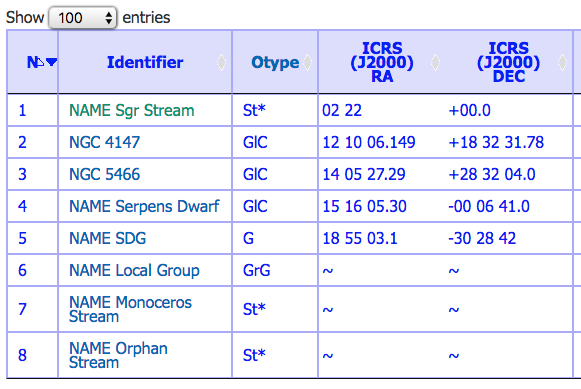 Show 100 entries
N Identifier Otype ICRS (J2000) RA ICRS (J2000) DEC
1 NAME Sgr Stream St* 02 22 +00.0
2 NGC 4147 GlC 12 10 06.149 +18 32 31.78
3 NGC 5466 GlC 14 05 27.29 +28 32 04.0
4 NAME Serpens Dwarf GlC 15 16 05.30 -00 06 41.0
5 NAME SDG G 18 55 03.1 -30 28 42
6 NAME Local Group GrG ~ ~
7 NAME Monoceros Stream St* ~ ~
8 NAME Orphan Stream St* ~ ~